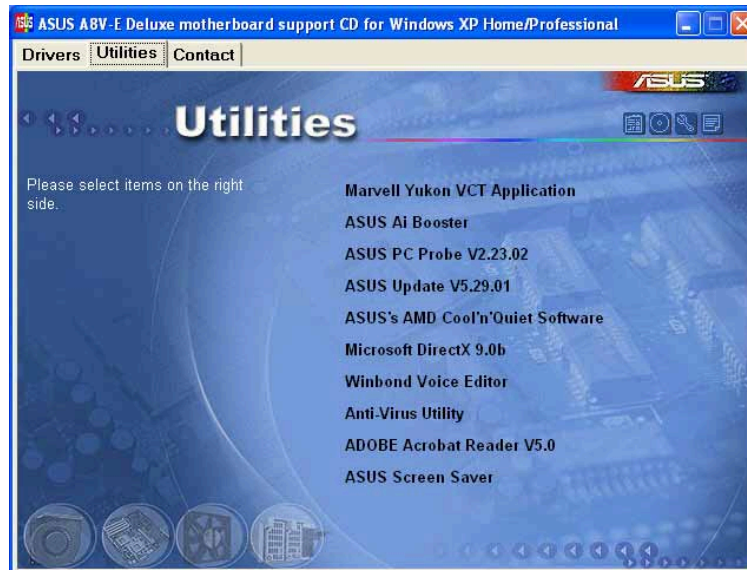 ASUS A8V-E Deluxe motherboard support CD for Windows XP Home/Professional
Drivers Utilities Contact
ASUS
Utilities
Please select items on the right
side.
Marvell Yukon VCT Application
ASUS Ai Booster
ASUS PC Probe V2.23.02
ASUS Update V5.29.01
ASUS's AMD Cool'n'Quiet Software
Microsoft DirectX 9.0b
Winbond Voice Editor
Anti-Virus Utility
ADOBE Acrobat Reader V5.0
ASUS Screen Saver